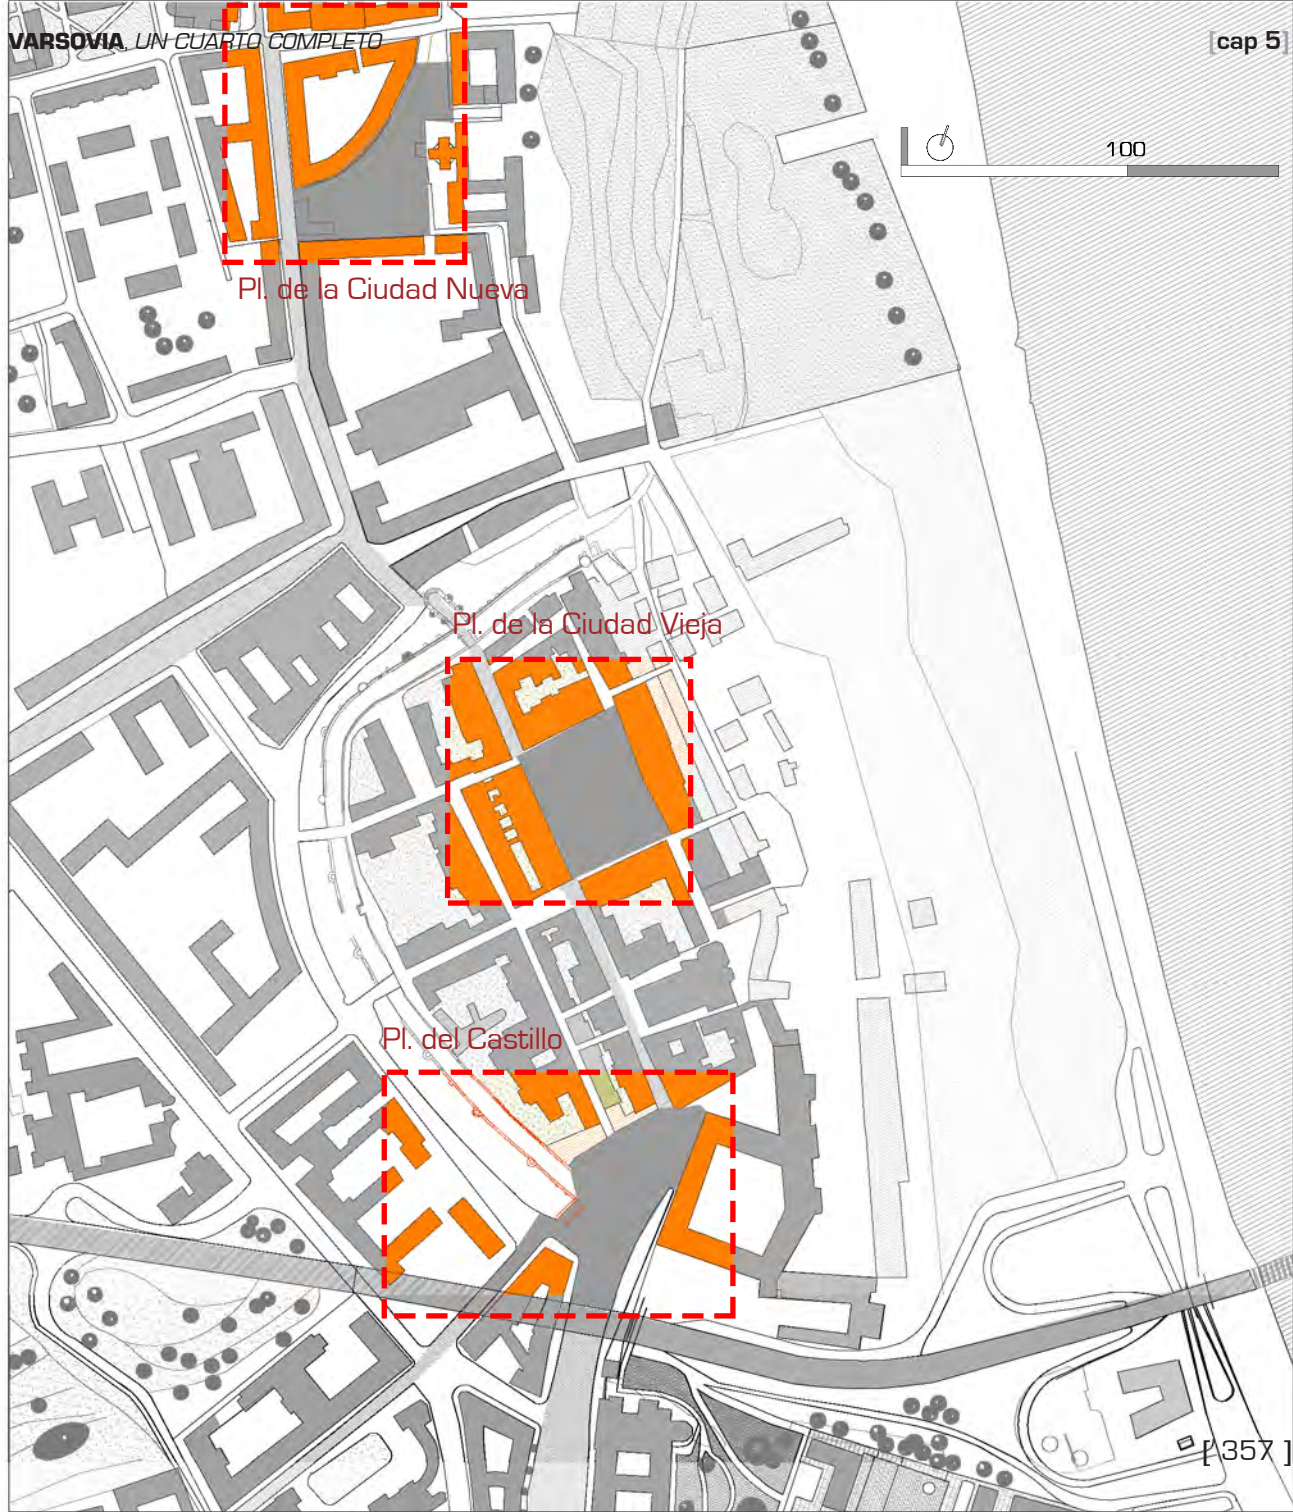 VARSOVIA, UN CUARTO COMPLETO
[cap 5]
100
Pl. de la Ciudad Nueva
Pl. de la Ciudad Vieja
Pl. del Castillo
[ 357 ]